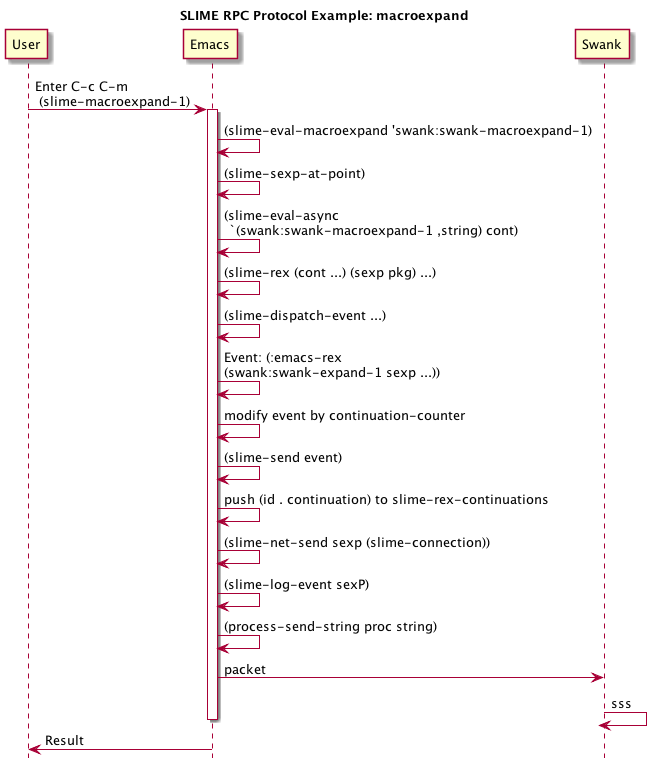 SLIME RPC Protocol Example: macroexpand
User
Emacs
Swank
Enter C-c C-m
(slime-macroexpand-1)
(slime-eval-macroexpand 'swank:swank-macroexpand-1)
(slime-sexp-at-point)
(slime-eval-async
`(swank:swank-macroexpand-1 ,string) cont)
(slime-rex (cont ...) (sexp pkg) ...)
(slime-dispatch-event ...)
Event: (:emacs-rex
(swank:swank-expand-1 sexp ...))
modify event by continuation-counter
(slime-send event)
push (id . continuation) to slime-rex-continuations
(slime-net-send sexp (slime-connection))
(slime-log-event sexP)
(process-send-string proc string)
packet
sss
Result